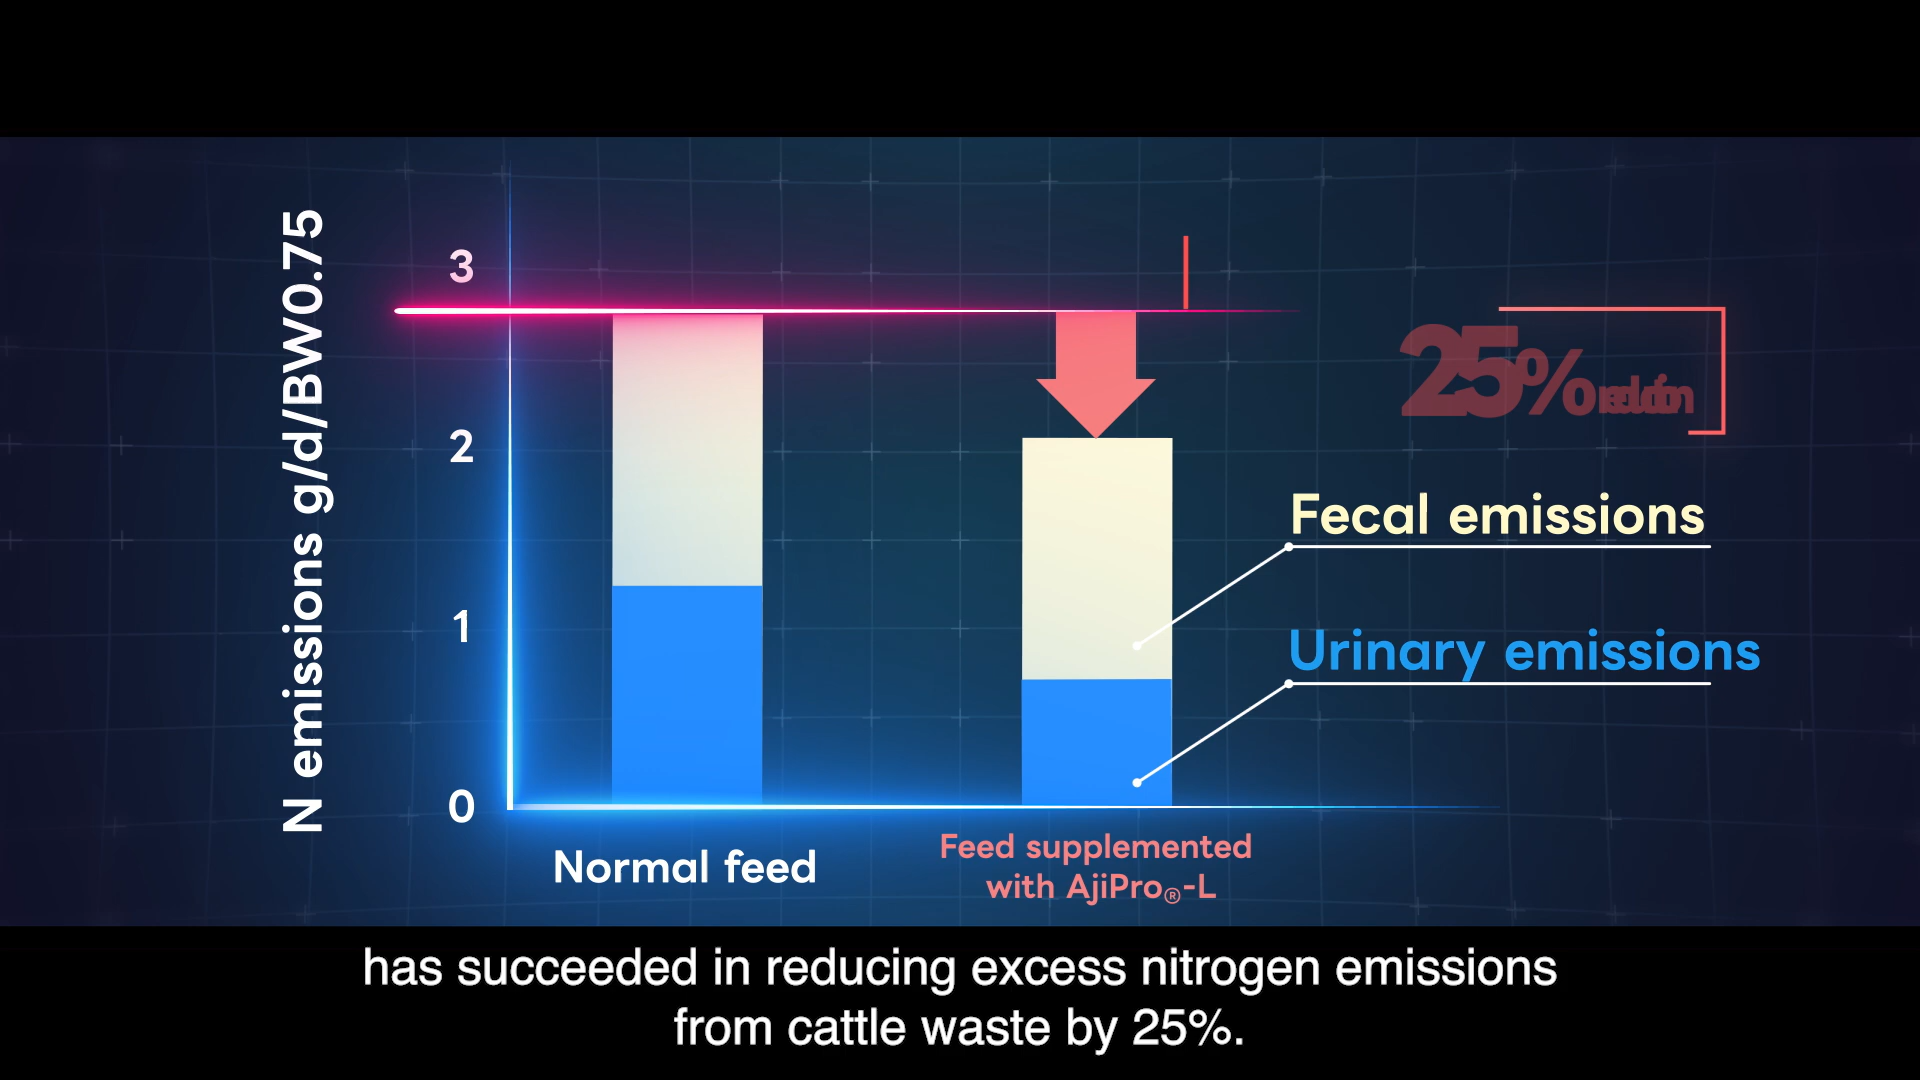 N emissions g/d/BW0.75
3
2
1
0
25%
Fecal emissions
Urinary emissions
Normal feed
Feed supplemented
with AjiPro®-L
has succeeded in reducing excess nitrogen emissions
from cattle waste by 25%.